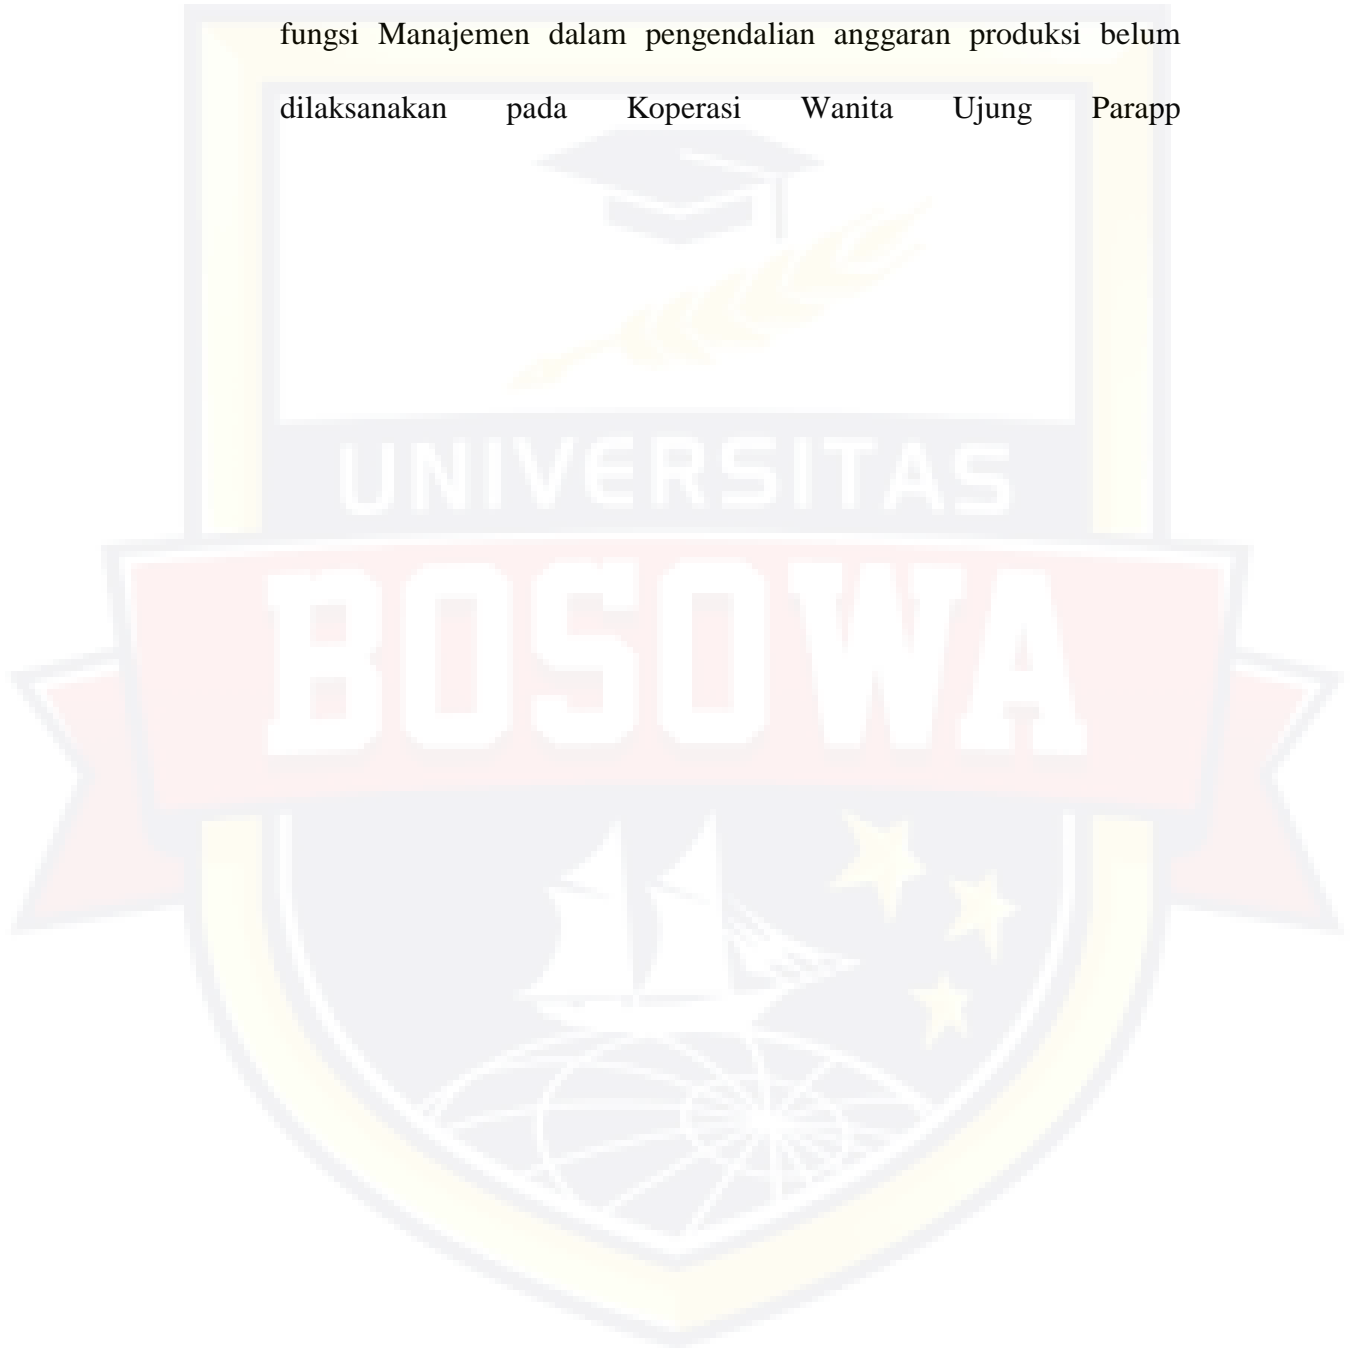 fungsi Manajemen dalam pengendalian anggaran produksi belum
dilaksanakan pada Koperasi Wanita Ujung Parapp
UNIVERSITAS
BOSOWA